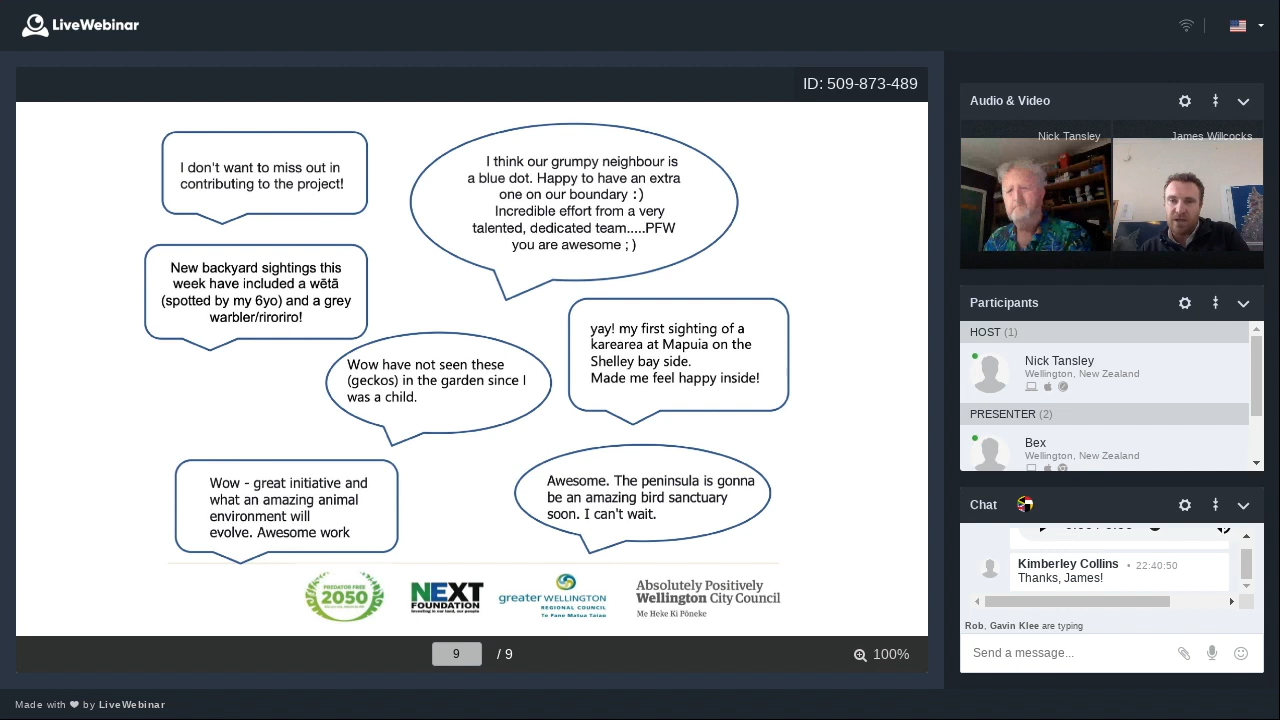 LiveWebinar
ID: 509-873-489
I don't want to miss out in
contributing to the project!
I think our grumpy neighbour is
a blue dot. Happy to have an extra
one on our boundary :)
Incredible effort from a very
talented, dedicated team.....PFW
you are awesome ; )
New backyard sightings this
week have included a wētā
(spotted by my 6yo) and a grey
warbler/riroriro!
yay! my first sighting of a
karearea at Mapuia on the
Shelley bay side.
Made me feel happy inside!
Wow have not seen these
(geckos) in the garden since I
was a child.
Wow - great initiative and
what an amazing animal
environment will
evolve. Awesome work
Awesome. The peninsula is gonna
be an amazing bird sanctuary
soon. I can't wait.
PREDATOR FREE
2050
NEXT
FOUNDATION
Investing in our land, our people
greater WELLINGTON
REGIONAL COUNCIL
Te Pane Matua Taiao
Absolutely Positively
Wellington City Council
Me Heke Ki Pōneke
9 / 9
100%
Audio & Video
Nick Tansley
James Willcocks
Participants
HOST (1)
Nick Tansley
Wellington, New Zealand
PRESENTER (2)
Bex
Wellington, New Zealand
Chat
Kimberley Collins • 22:40:50
Thanks, James!
Rob, Gavin Klee are typing
Send a message...
Made with by LiveWebinar